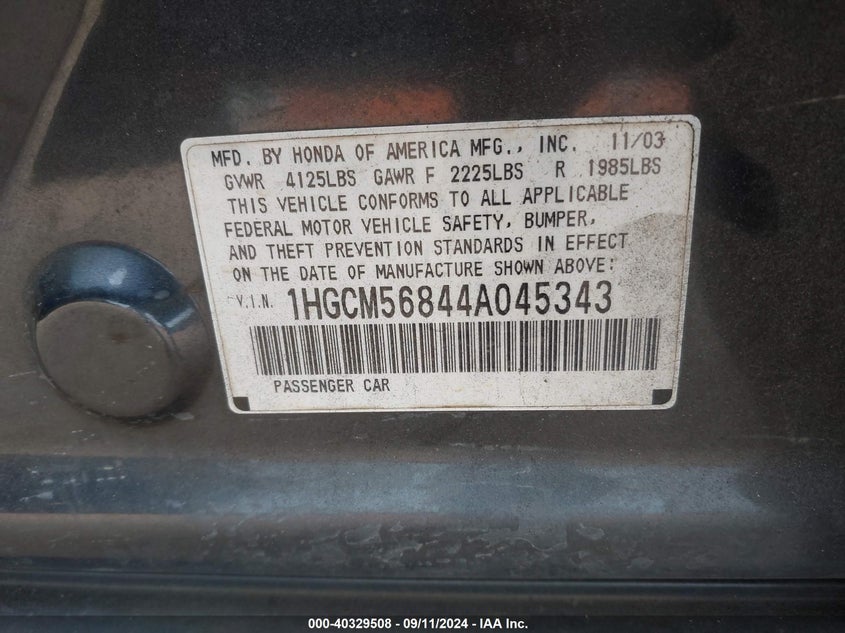 MFD. BY HONDA OF AMERICA MFG., INC. 11/03
GVWR 4125LBS GAWR F 2225LBS R 1985LBS
THIS VEHICLE CONFORMS TO ALL APPLICABLE
FEDERAL MOTOR VEHICLE SAFETY, BUMPER,
AND THEFT PREVENTION STANDARDS IN EFFECT
ON THE DATE OF MANUFACTURE SHOWN ABOVE:
V.I.N. 1HGCM56844A045343
PASSENGER CAR
000-40329508 - 09/11/2024 - IAA Inc.